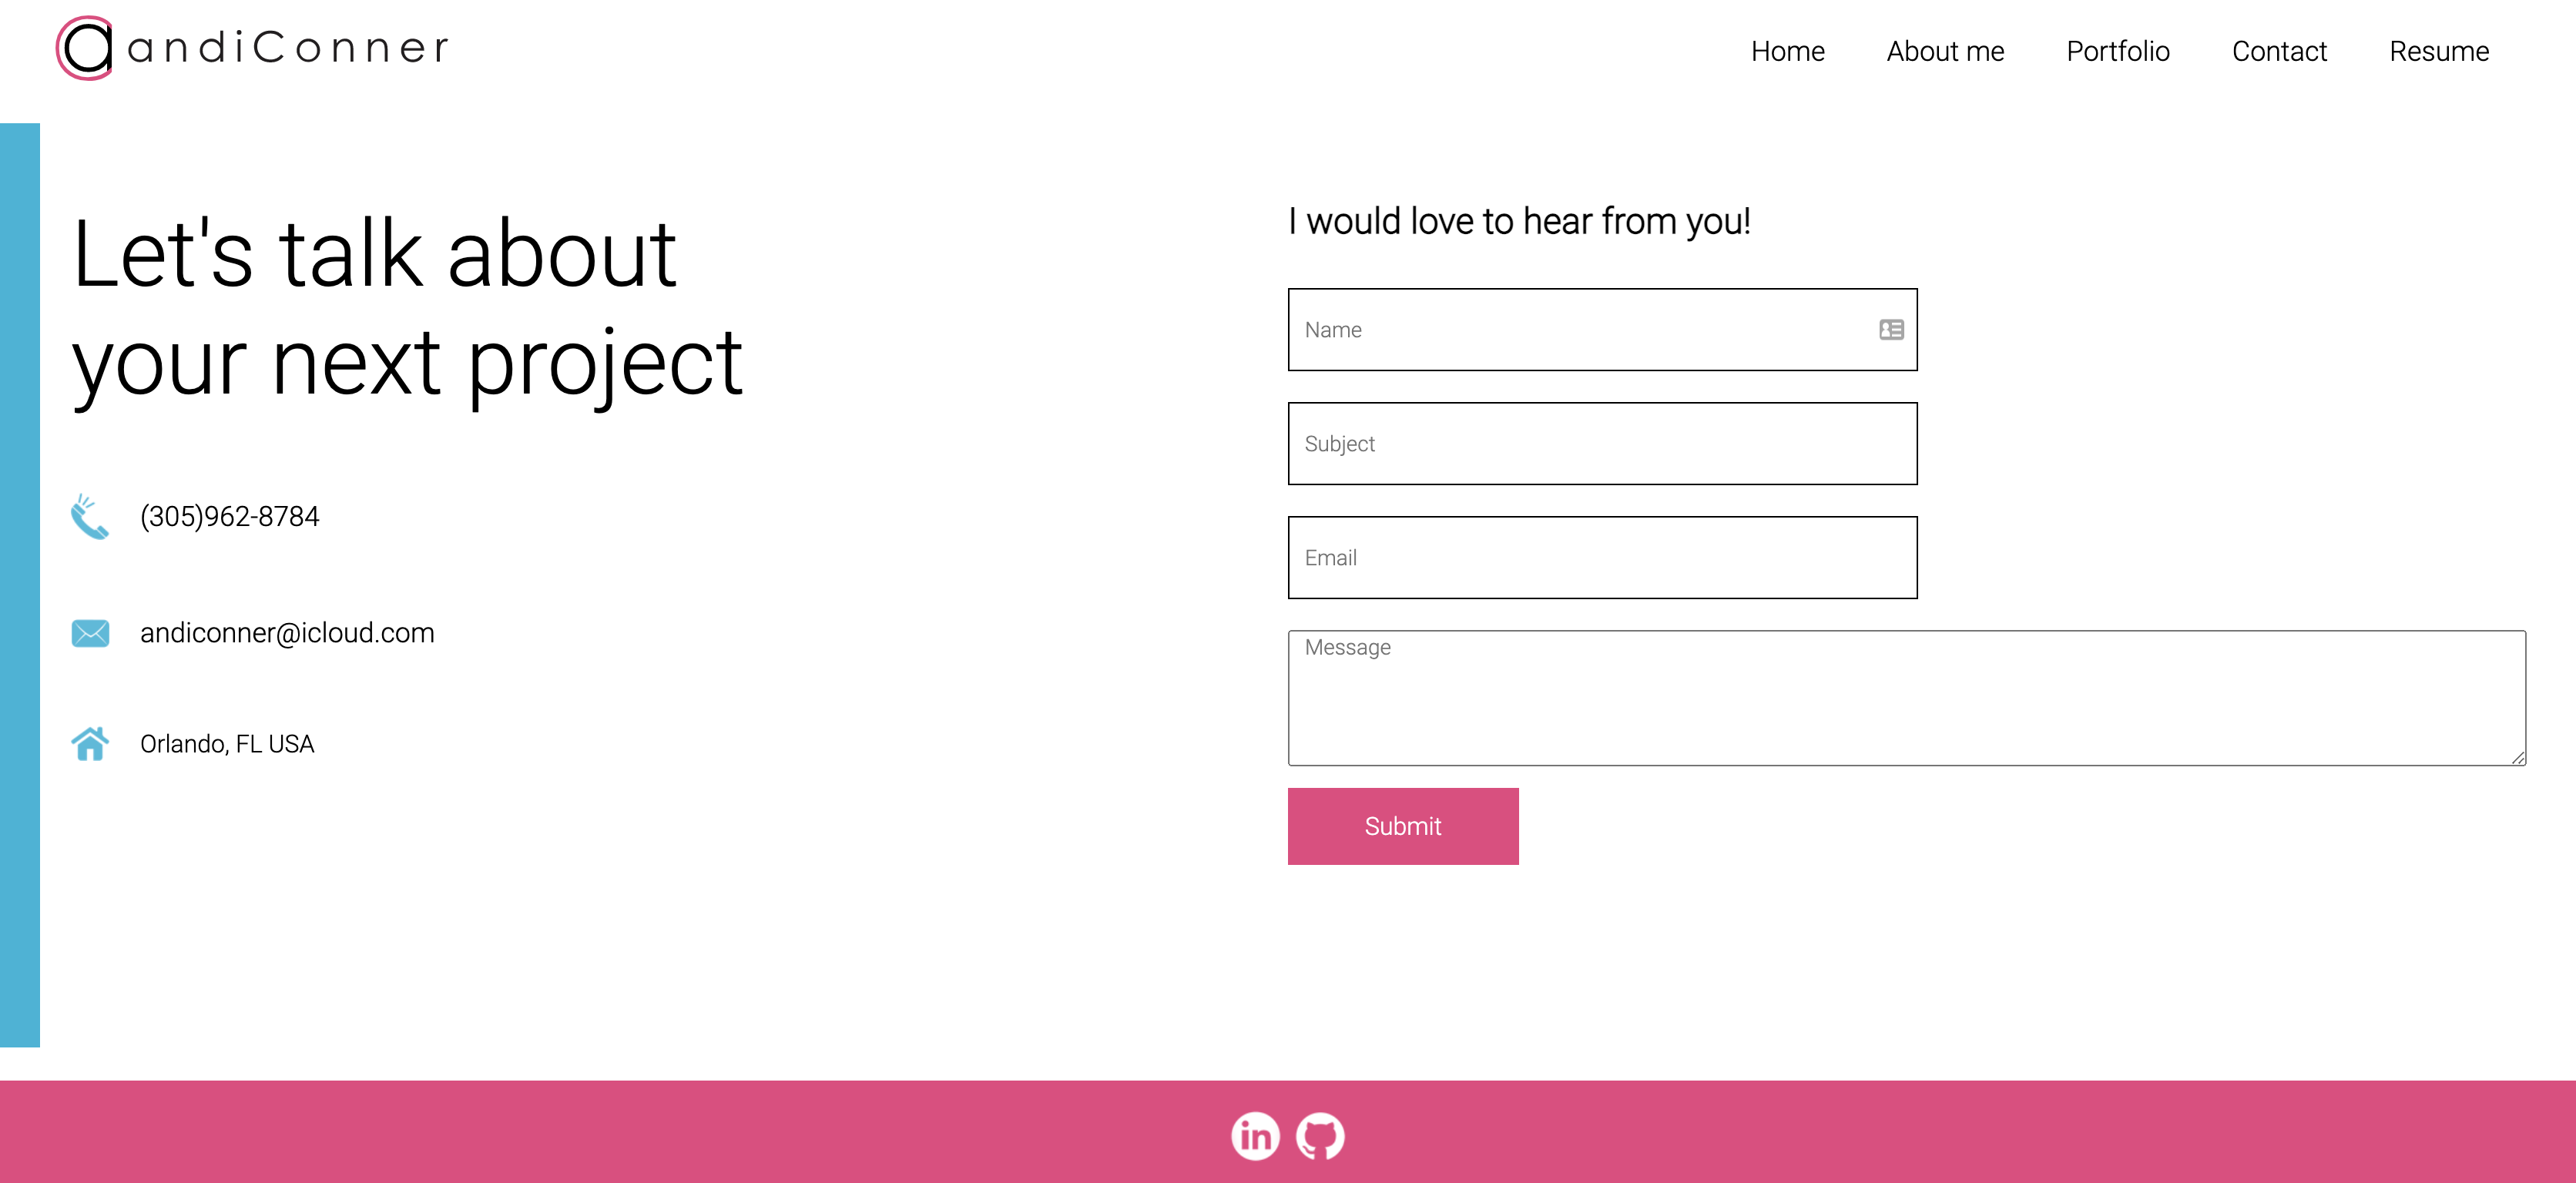 andiConner
Home About me Portfolio Contact Resume
Let's talk about
your next project
(305)962-8784
andiconner@icloud.com
Orlando, FL USA
I would love to hear from you!
Name
Subject
Email
Message
Submit
in